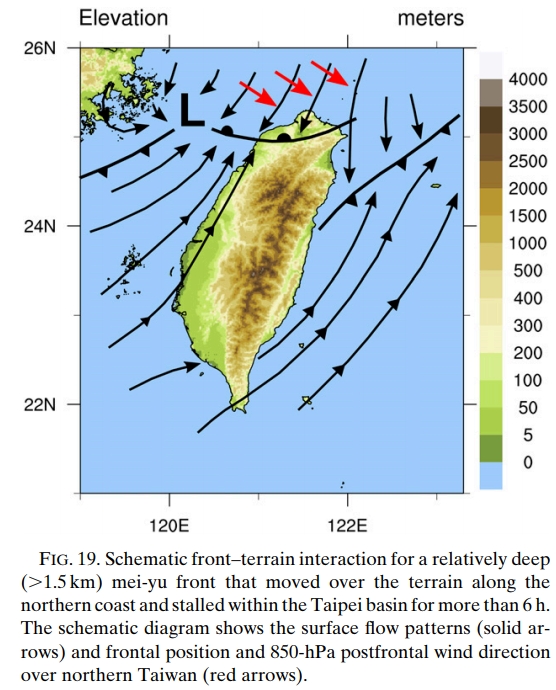 Elevation meters
26N
L
4000
3500
3000
2500
2000
24N
1500
1000
500
400
300
200
100
22N
50
5
0
120E 122E
FIG. 19. Schematic front–terrain interaction for a relatively deep
(>1.5 km) mei-yu front that moved over the terrain along the
northern coast and stalled within the Taipei basin for more than 6 h.
The schematic diagram shows the surface flow patterns (solid ar-
rows) and frontal position and 850-hPa postfrontal wind direction
over northern Taiwan (red arrows).